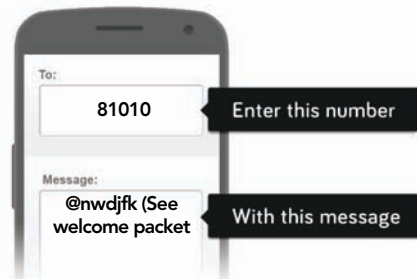 To:
81010
Enter this number
Message:
@nwdjfk (See
welcome packet
With this message